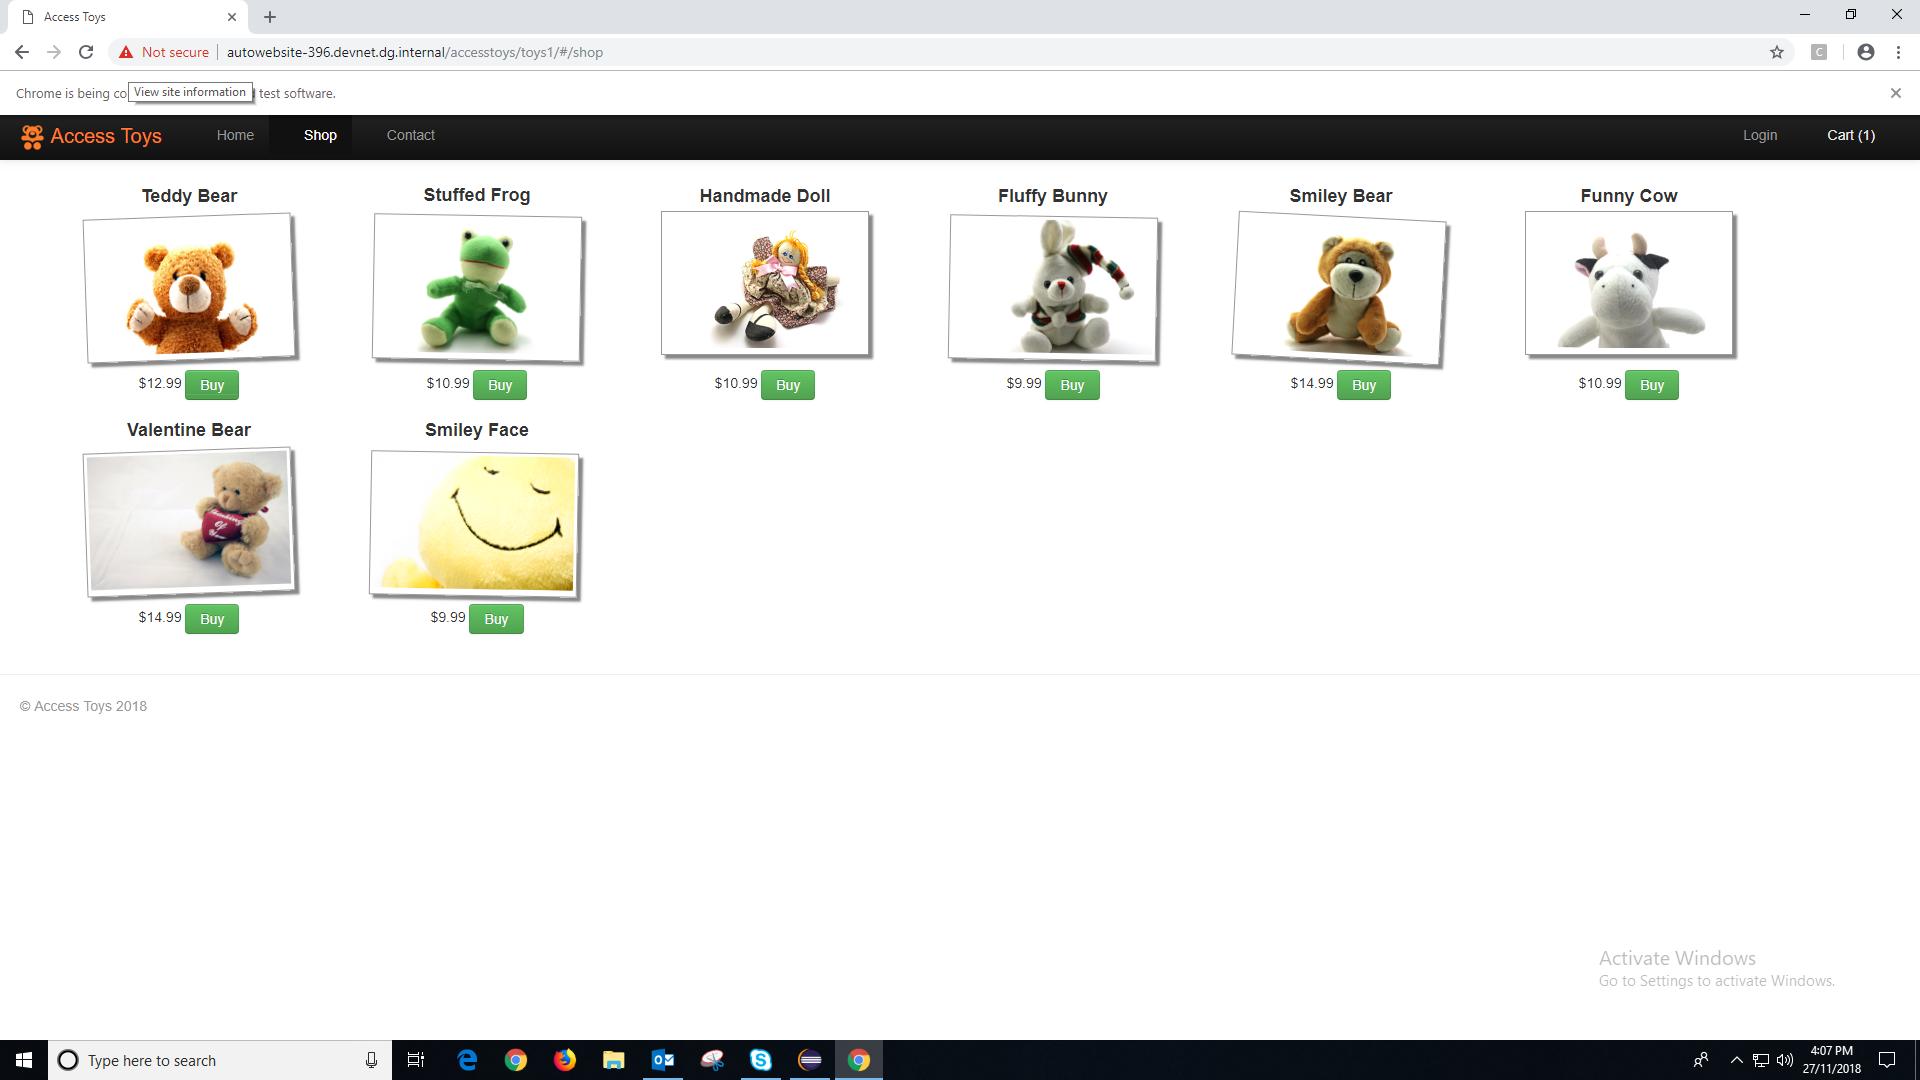 Access Toys
Not secure
autowebsite-396.devnet.dg.internal/accesstoys/toys1/#/shop
C
Chrome is being co
View site information
test software.
Access Toys
Home
Shop
Contact
Login
Cart (1)
Teddy Bear
Stuffed Frog
Handmade Doll
Fluffy Bunny
Smiley Bear
Funny Cow
$12.99 Buy
$10.99 Buy
$10.99 Buy
$9.99 Buy
$14.99 Buy
$10.99 Buy
Valentine Bear
Smiley Face
Thinking
of
$14.99 Buy
$9.99 Buy
© Access Toys 2018
Activate Windows
Go to Settings to activate Windows.
Type here to search
4:07 PM
27/11/2018